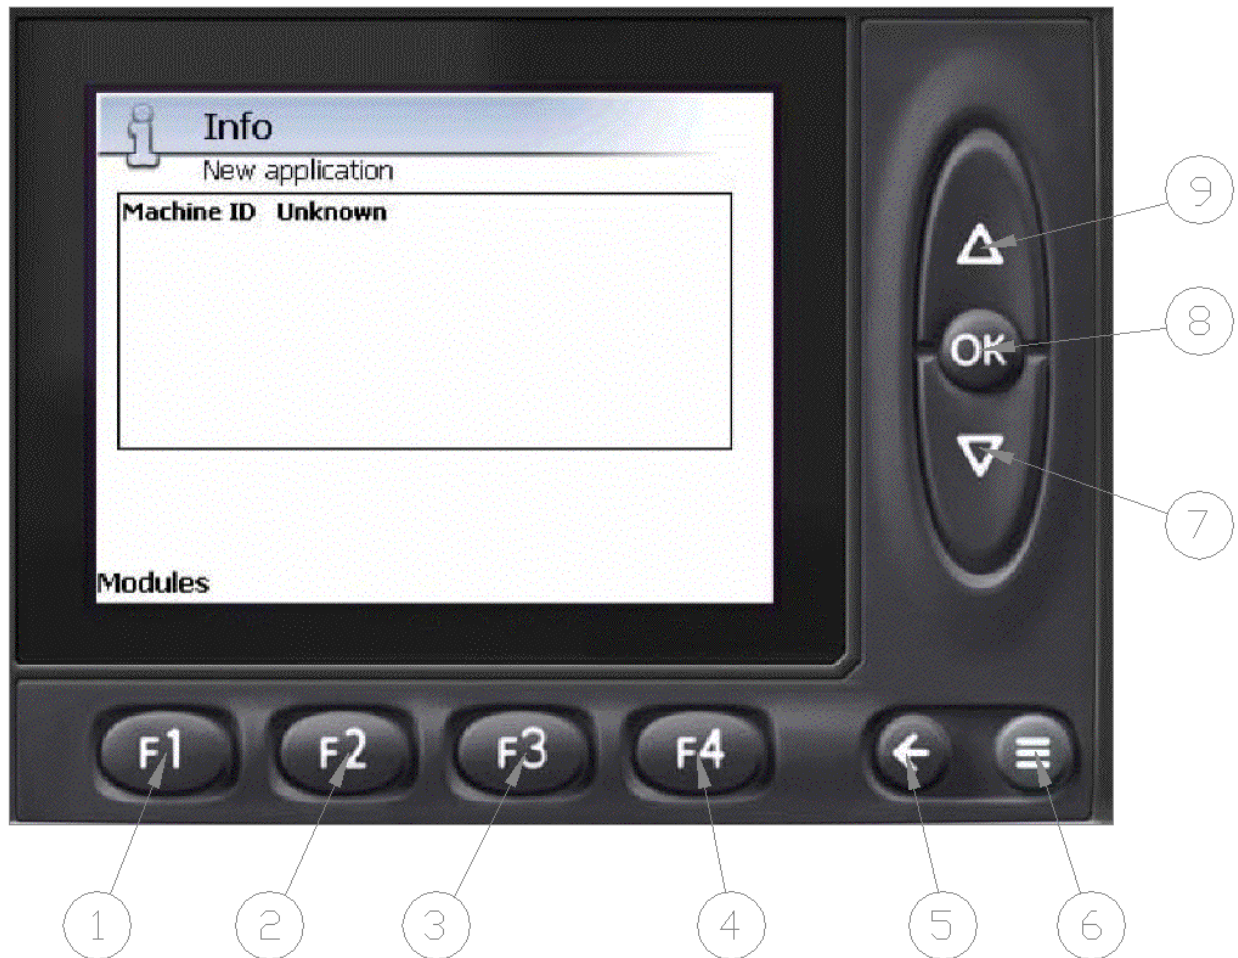 Info
New application
Machine ID Unknown
Modules
9
OK
8
7
F1 F2 F3 F4
1 2 3 4 5 6